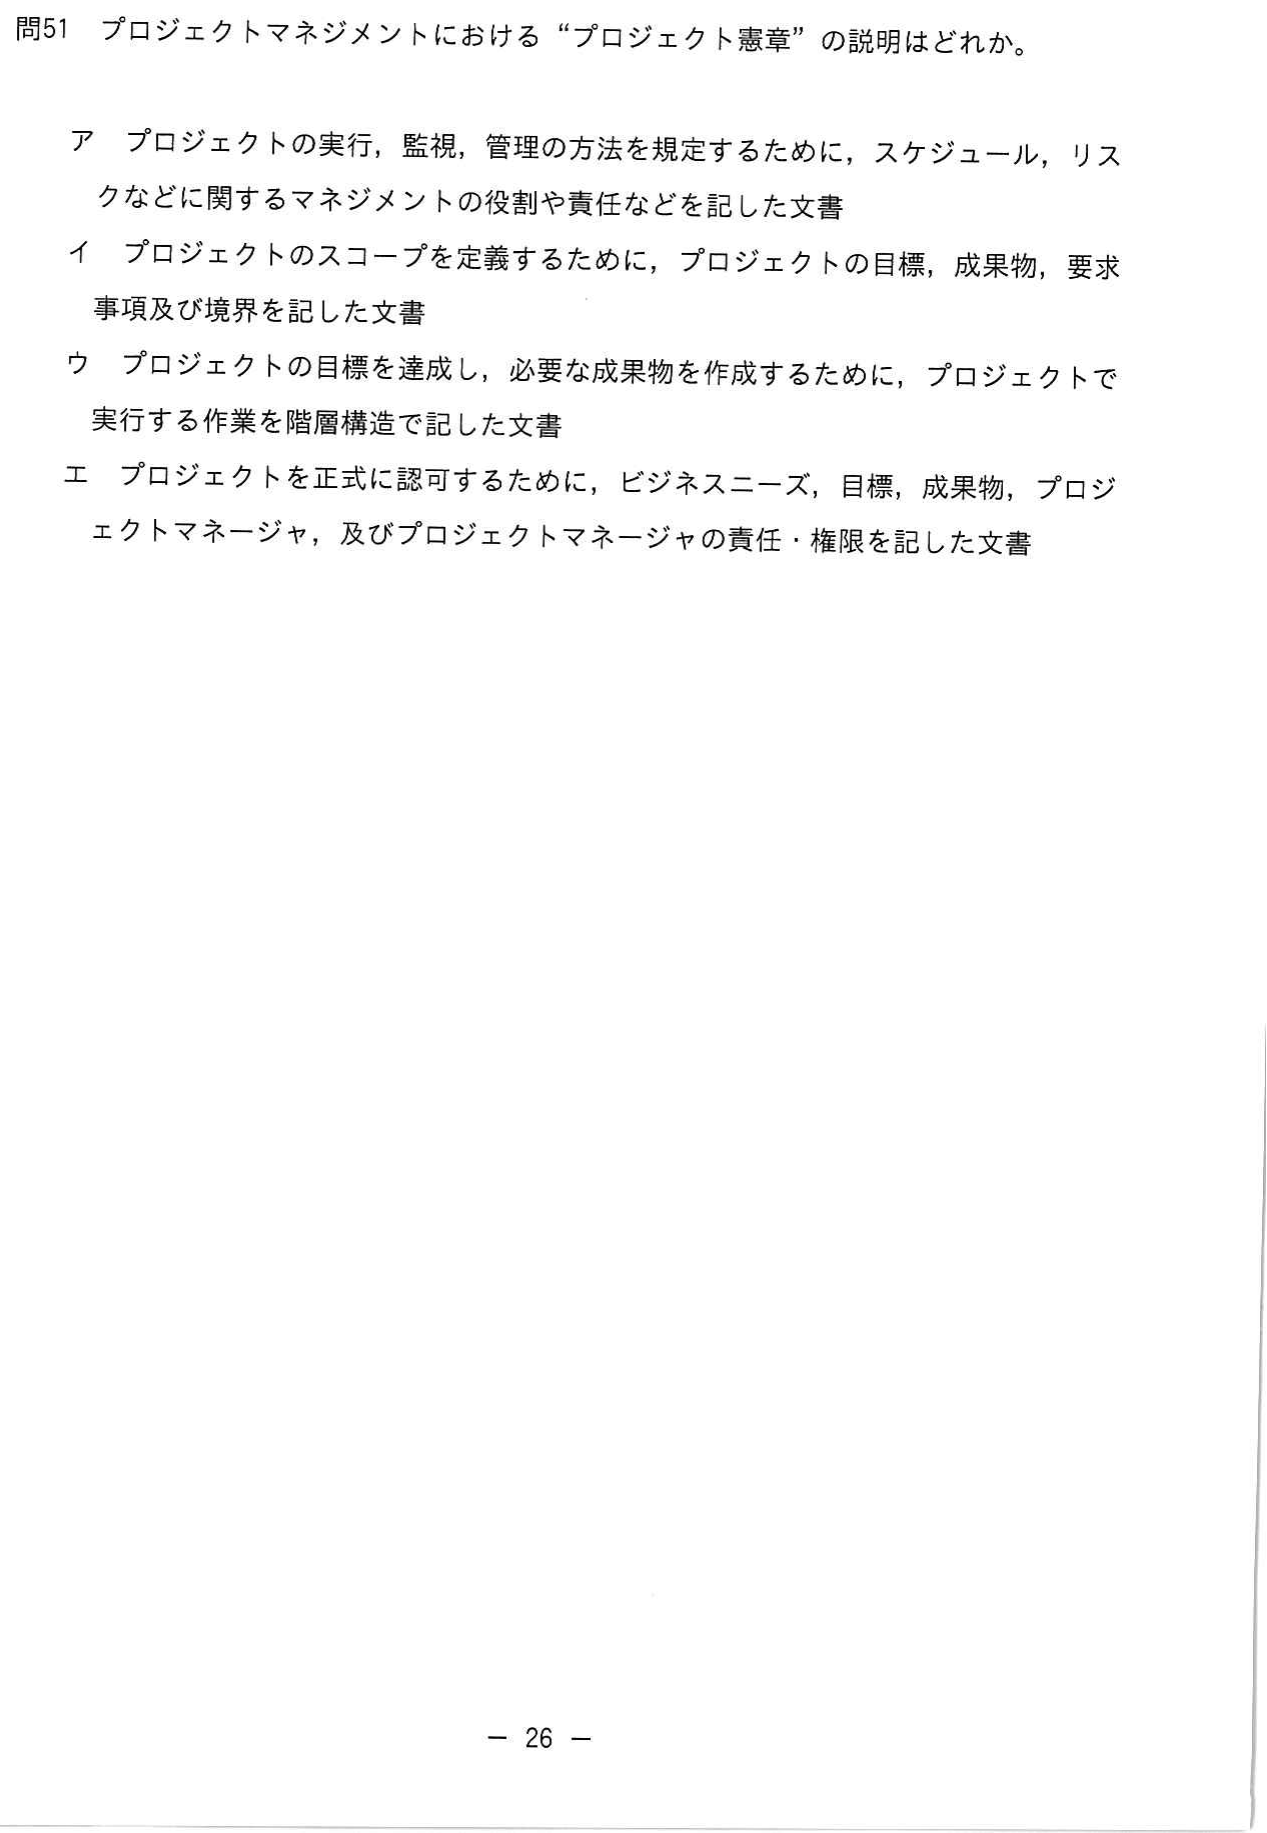 問51 プロジェクトマネジメントにおける“プロジェクト憲章”の説明はどれか。
ア プロジェクトの実行，監視，管理の方法を規定するために，スケジュール，リス
クなどに関するマネジメントの役割や責任などを記した文書
イ プロジェクトのスコープを定義するために，プロジェクトの目標，成果物，要求
事項及び境界を記した文書
ウ プロジェクトの目標を達成し，必要な成果物を作成するために，プロジェクトで
実行する作業を階層構造で記した文書
エ プロジェクトを正式に認可するために，ビジネスニーズ，目標，成果物，プロジ
ェクトマネージャ，及びプロジェクトマネージャの責任・権限を記した文書
－ 26 －